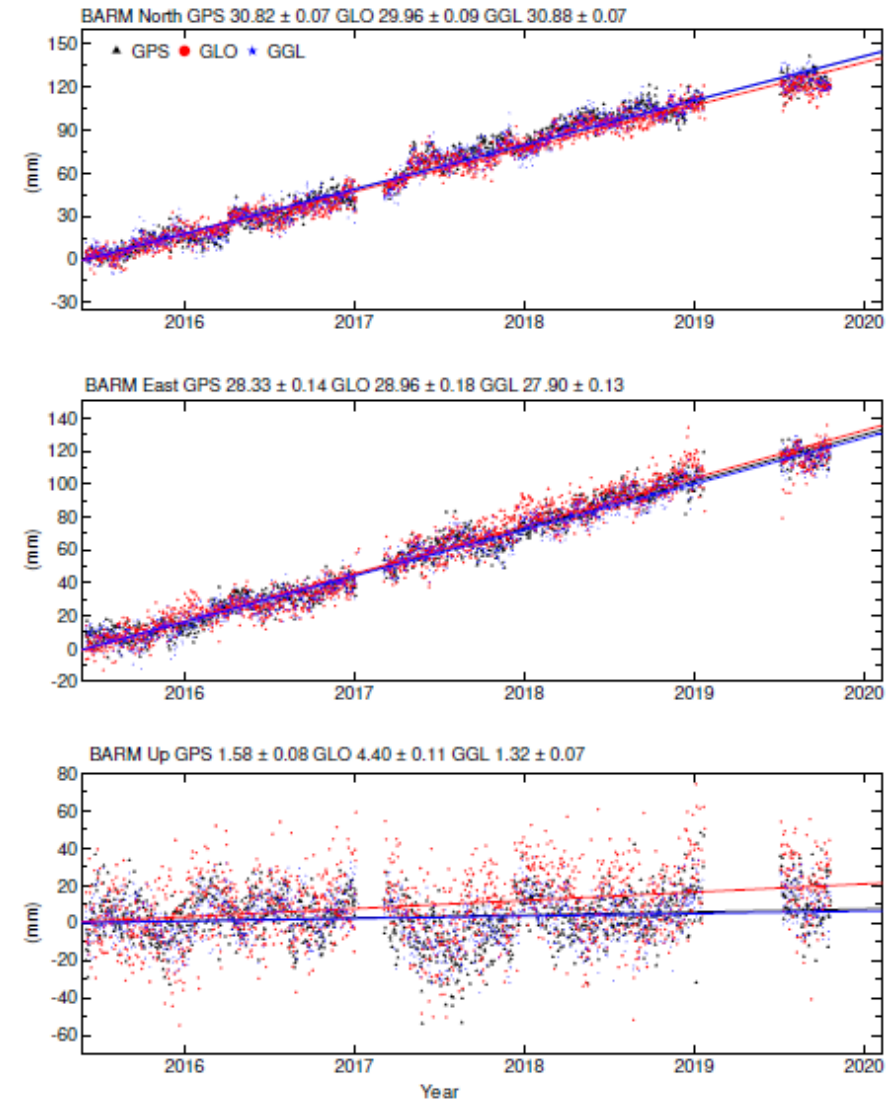 BARM North GPS 30.82 ± 0.07 GLO 29.96 ± 0.09 GGL 30.88 ± 0.07
150
120
90
60
30
0
-30
(mm)
GPS GLO GGL
2016 2017 2018 2019 2020
BARM East GPS 28.33 ± 0.14 GLO 28.96 ± 0.18 GGL 27.90 ± 0.13
140
120
100
80
60
40
20
0
-20
(mm)
2016 2017 2018 2019 2020
BARM Up GPS 1.58 ± 0.08 GLO 4.40 ± 0.11 GGL 1.32 ± 0.07
80
60
40
20
0
-20
-40
-60
(mm)
2016 2017 2018 2019 2020
Year